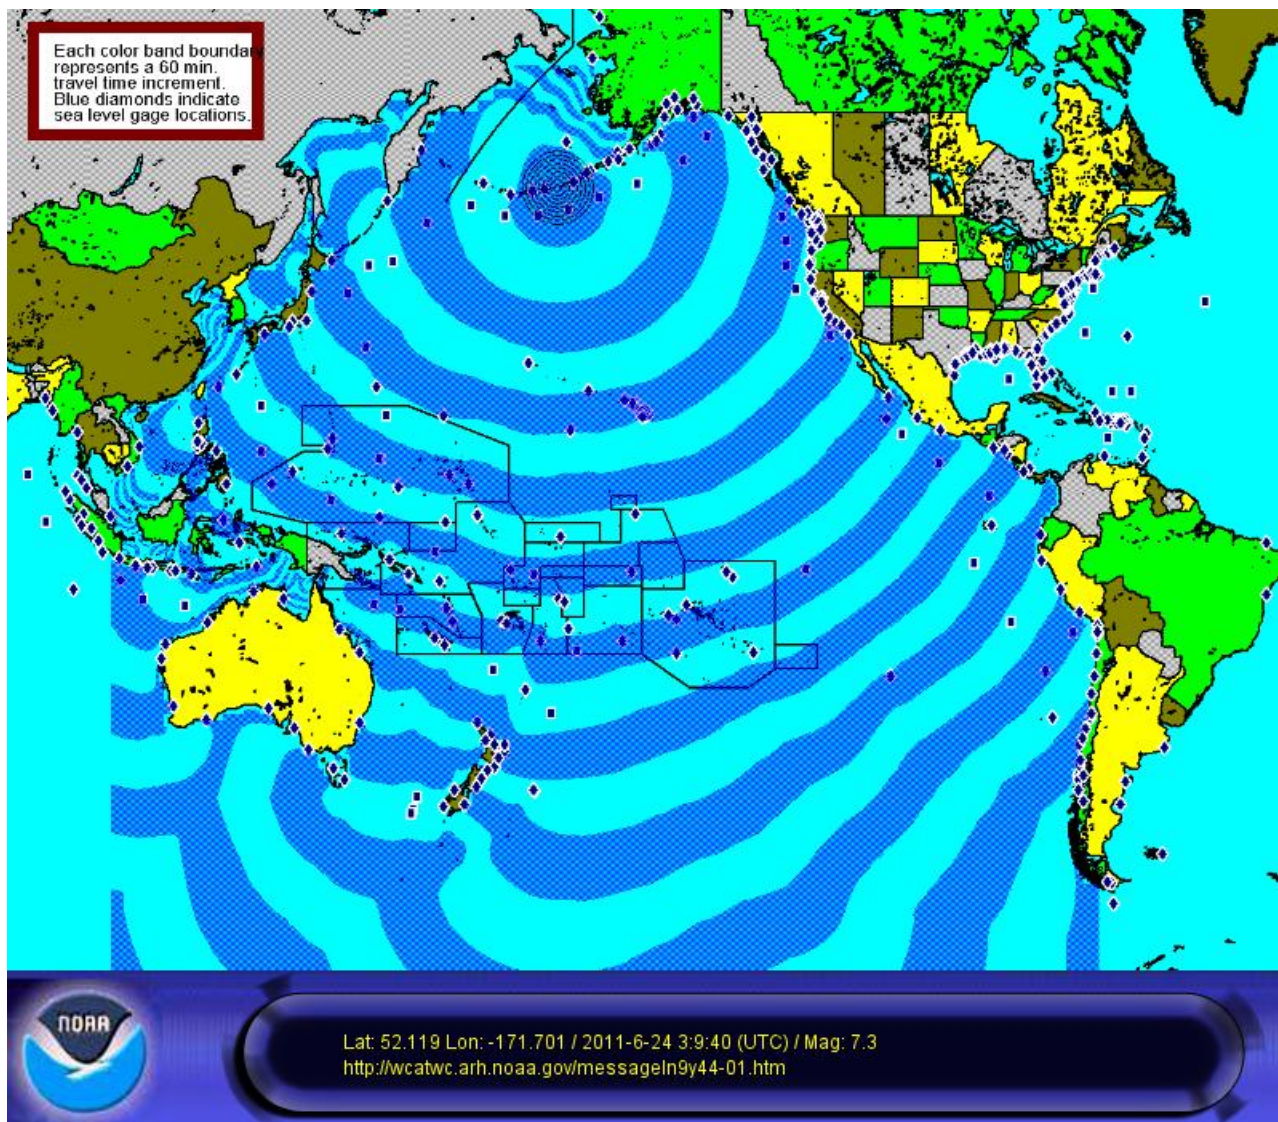 Each color band boundary
represents a 60 min.
travel time increment.
Blue diamonds indicate
sea level gage locations.
NOAA
Lat: 52.119 Lon: -171.701 / 2011-6-24 3:9:40 (UTC) / Mag: 7.3
http://wcatwc.arh.noaa.gov/messageIn9y44-01.htm